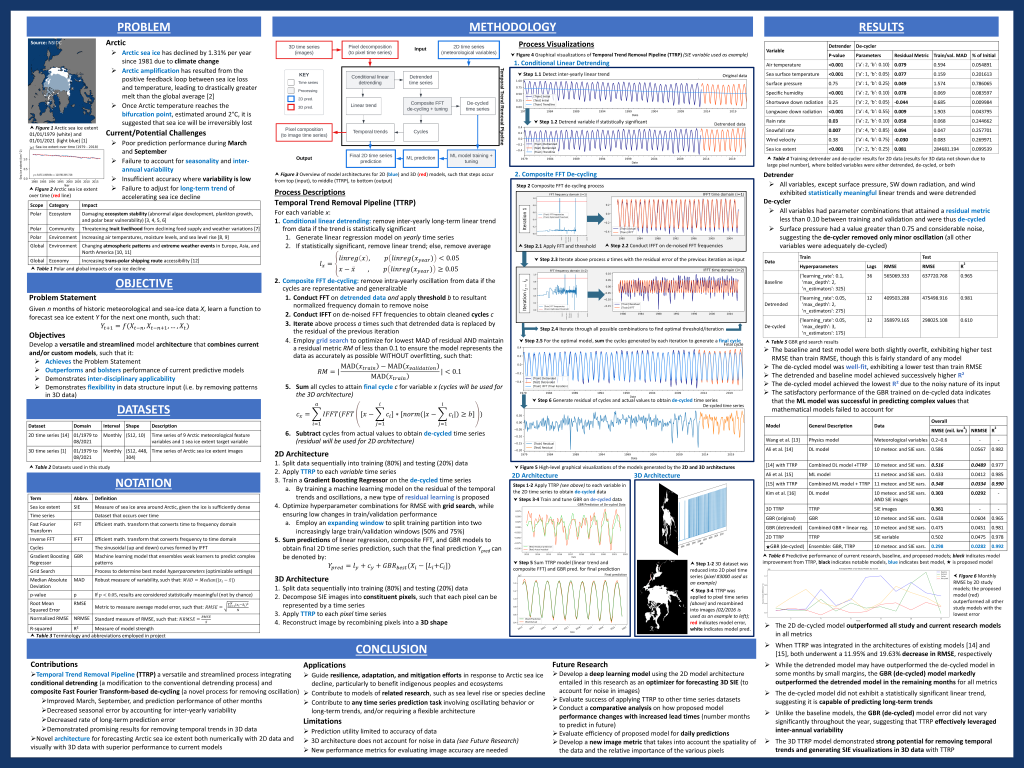 PROBLEM
Source: NSIDC
Arctic
➢ Arctic sea ice has declined by 1.31% per year
since 1981 due to climate change
➢ Arctic amplification has resulted from the
positive feedback loop between sea ice loss
and temperature, leading to drastically greater
melt than the global average [2]
➢ Once Arctic temperature reaches the
bifurcation point, estimated around 2°C, it is
suggested that sea ice will be irreversibly lost
▲ Figure 1 Arctic sea ice extent
01/01/1979 (white) and
01/01/2021 (light blue) [1]
Current/Potential Challenges
➢ Poor prediction performance during March
and September
➢ Failure to account for seasonality and inter-
annual variability
➢ Insufficient accuracy where variability is low
➢ Failure to adjust for long-term trend of
accelerating sea ice decline
▲ Figure 2 Arctic sea ice extent
over time (red line)
Scope Category Impact
Polar Ecosystem Damaging ecosystem stability (abnormal algae development, plankton growth,
and polar bear vulnerability) [3, 4, 5, 6]
Polar Community Threatening Inuit livelihood from declining food supply and weather variations [7]
Polar Environment Increasing air temperatures, moisture levels, and sea level rise [8, 9]
Global Environment Changing atmospheric patterns and extreme weather events in Europe, Asia, and
North America [10, 11]
Global Economy Increasing trans-polar shipping route accessibility [12]
▲ Table 1 Polar and global impacts of sea ice decline
OBJECTIVE
Problem Statement
Given n months of historic meteorological and sea-ice data X, learn a function to
forecast sea ice extent Y for the next month, such that:
Objectives
Develop a versatile and streamlined model architecture that combines current
and/or custom models, such that it:
➢ Achieves the Problem Statement
➢ Outperforms and bolsters performance of current predictive models
➢ Demonstrates inter-disciplinary applicability
➢ Demonstrates flexibility in data structure input (i.e. by removing patterns
in 3D data)
DATASETS
Dataset Domain Interval Shape Description
2D time series [14] 01/1979 to 08/2021 Monthly [512, 10] Time series of 9 Arctic meteorological feature
variables and 1 sea ice extent target variable
3D time series [1] 01/1979 to 08/2021 Monthly [512, 448, 304] Time series of Arctic sea ice extent images
▲ Table 2 Datasets used in this study
NOTATION
Term Abbrv. Definition
Sea ice extent SIE Measure of sea ice area around Arctic, given the ice is sufficiently dense
Time series Dataset that occurs over time
Fast Fourier Transform FFT Efficient math. transform that converts time to frequency domain
Inverse FFT IFFT Efficient math. transform that converts frequency to time domain
Cycles The sinusoidal (up and down) curves formed by IFFT
Gradient Boosting Regressor GBR Machine learning model that ensembles weak learners to predict complex
patterns
Grid Search Process to determine best model hyperparameters (optimizable settings)
Median Absolute Deviation MAD Robust measure of variability, such that:
p-value p If p < 0.05, results are considered statistically meaningful (not by chance)
Root Mean Squared Error RMSE Metric to measure average model error, such that:
Normalized RMSE NRMSE Standard measure of RMSE, such that:
R-squared R² Measure of model strength
▲ Table 3 Terminology and abbreviations employed in project
METHODOLOGY
3D time series (images)
Pixel decomposition (to pixel time series)
Input
2D time series (meteorological variables)
KEY
Time series
Processing
2D pred
3D pred
Conditional linear detrending
Detrended time series
Linear trend
Composite FFT de-cycling + tuning
De-cycled time series
Pixel composition (to image time series)
Temporal trends
Cycles
Temporal Trend Removal Pipeline (TTRP)
Output
Final 2D time series prediction
ML prediction
ML model training + tuning
▲ Figure 3 Overview of model architectures for 2D (blue) and 3D (red) models, such that steps occur
from top (input), to middle (TTRP), to bottom (output)
Process Descriptions
Temporal Trend Removal Pipeline (TTRP)
For each variable x:
1. Conditional linear detrending: remove inter-yearly linear trend
from data if the trend is statistically significant
1. Generate linear regression model on yearly time series
2. If statistically significant, remove linear trend; else, remove average
2. Composite FFT de-cycling: remove intra-yearly oscillation from data if the
cycles are representative and generalizable
1. Conduct FFT on detrended data and apply threshold b to resultant
normalized frequency domain to remove noise
2. Conduct IFFT on de-noised FFT frequencies to obtain cleaned cycles c
3. Iterate above process a times such that detrended data is replaced by
the residual of the previous iteration
4. Employ grid search to optimize for lowest MAD of residual AND maintain
a residual metric RM of less than 0.1 to ensure the model represents the
data as accurately as possible WITHOUT overfitting, such that:
5. Sum all cycles to attain final cycle c for variable x (cycles will be used for
the 3D architecture)
6. Subtract cycles from actual values to obtain de-cycled time series
(residual will be used for 2D architecture)
2D Architecture
1. Split data sequentially into training (80%) and testing (20%) data
2. Apply TTRP to each variable time series
3. Train a Gradient Boosting Regressor on the de-cycled time series
a. By training a machine learning model on the residual of the temporal
trends and oscillations, a new type of residual learning is proposed
4. Optimize hyperparameters combinations for RMSE with grid search, while
ensuring low changes in train/validation performance
a. Employ an expanding window to split training partition into two
increasingly large train/validation windows (50% and 75%)
5. Sum predictions of linear regression, composite FFT, and GBR models to
obtain final 2D time series prediction, such that the final prediction Ypred can
be denoted by:
3D Architecture
1. Split data sequentially into training (80%) and testing (20%) data
2. Decompose SIE images into constituent pixels, such that each pixel can be
represented by a time series
3. Apply TTRP to each pixel time series
4. Reconstruct image by recombining pixels into a 3D shape
Process Visualizations
▼ Figure 4 Graphical visualizations of Temporal Trend Removal Pipeline (TTRP) (SIE variable used as example)
1. Conditional Linear Detrending
▼ Step 1.1 Detect inter-yearly linear trend
Original data
▼ Step 1.2 Detrend variable if statistically significant
Detrended data
2. Composite FFT De-cycling
Step 2 Composite FFT de-cycling process
Iteration 1
▲ Step 2.1 Apply FFT and threshold
▲ Step 2.2 Conduct IFFT on de-noised FFT frequencies
▼ Step 2.3 Iterate above process a times with the residual error of the previous iteration as input
Step 2.4 Iterate through all possible combinations to find optimal threshold/iteration
▼ Step 2.5 For the optimal model, sum the cycles generated by each iteration to generate a final cycle
Final cycle
▼ Step 6 Generate residual of cycles and actual values to obtain de-cycled time series
De-cycled time series
▼ Figure 5 High-level graphical visualizations of the models generated by the 2D and 3D architectures
2D Architecture
Steps 1-2 Apply TTRP (see above) to each variable in
the 2D time series to obtain de-cycled data
▼ Steps 3-4 Train and tune GBR on de-cycled data
GBR Prediction of De-cycled Data
▼ Step 5 Sum TTRP model (linear trend and
composite FFT) and GBR pred. for final prediction
Final prediction
3D Architecture
▲ Step 1-2 3D dataset was
reduced into 2D pixel time
series (pixel #3000 used as
an example)
◄ Step 3-4 TTRP was
applied to pixel time series
(above) and recombined
into images (02/2016 is
used as an example to left);
red indicates model error,
white indicates model pred.
RESULTS
Variable Detrender De-cycler
P-value Parameters Residual Metric Train/val. MAD % of Initial
Air temperature <0.001 {'a': 2, 'b': 0.10} 0.079 0.594 0.054891
Sea surface temperature <0.001 {'a': 1, 'b': 0.05} 0.077 0.159 0.201613
Surface pressure 0.75 {'a': 2, 'b': 0.05} 0.049 1.574 0.786065
Specific humidity <0.001 {'a': 2, 'b': 0.10} 0.078 0.069 0.083597
Shortwave down radiation 0.25 {'a': 2, 'b': 0.05} -0.044 0.685 0.009946
Longwave down radiation <0.001 {'a': 2, 'b': 0.55} 0.009 1.903 0.043795
Rain rate 0.03 {'a': 2, 'b': 0.10} 0.058 0.068 0.244662
Snowfall rate 0.007 {'a': 4, 'b': 0.85} 0.094 0.047 0.257701
Wind velocity 0.38 {'a': 4, 'b': 0.75} -0.030 0.083 0.269971
Sea ice extent <0.001 {'a': 2, 'b': 0.05} 0.081 284681.194 0.099539
▲ Table 4 Training detrender and de-cycler results for 2D data (results for 3D data not shown due to
large pixel number), where bolded variables were either detrended, de-cycled, or both
Detrender
➢ All variables, except surface pressure, SW down radiation, and wind
exhibited statistically meaningful linear trends and were detrended
De-cycler
➢ All variables had parameter combinations that attained a residual metric
less than 0.10 between training and validation and were thus de-cycled
➢ Surface pressure had a value greater than 0.75 and considerable noise,
suggesting the de-cycler removed only minor oscillation (all other
variables were adequately de-cycled)
Data Train Test
Hyperparameters Lags RMSE RMSE R²
Baseline {'learning_rate': 0.1, 'max_depth': 2, 'n_estimators': 325} 36 565069.333 637720.768 0.965
Detrended {'learning_rate': 0.05, 'max_depth': 2, 'n_estimators': 275} 12 409503.288 475498.916 0.981
De-cycled {'learning_rate': 0.05, 'max_depth': 3, 'n_estimators': 175} 12 358979.165 298025.108 0.610
▲ Table 5 GBR grid search results
➢ The baseline and test model were both slightly overfit, exhibiting higher test
RMSE than train RMSE, though this is fairly standard of any model
➢ The de-cycled model was well-fit, exhibiting a lower test than train RMSE
➢ The detrended and baseline model achieved successively higher R²
➢ The de-cycled model achieved the lowest R² due to the noisy nature of its input
➢ The satisfactory performance of the GBR trained on de-cycled data indicates
that the ML model was successful in predicting complex values that
mathematical models failed to account for
Model General Description Data Overall
RMSE (mil. km²) NRMSE R²
Wang et al. [13] Physics model Meteorological variables 0.2–0.6 - -
Ali et al. [14] DL model 10 meteor. and SIE vars. 0.586 0.0567 0.982
[14] with TTRP Combined DL model +TTRP 10 meteor. and SIE vars. 0.516 0.0489 0.977
Ali et al. [15] ML model 11 meteor. and SIE vars. 0.433 0.0412 0.985
[15] with TTRP Combined ML model + TTRP 11 meteor. and SIE vars. 0.348 0.0334 0.990
Kim et al. [16] DL model 10 meteor. and SIE vars. AND SIE images 0.303 0.0292 -
3D TTRP TTRP SIE images 0.361 - -
GBR (original) GBR 10 meteor. and SIE vars. 0.638 0.0604 0.965
GBR (detrended) Combined GBR + linear reg. 10 meteor. and SIE vars. 0.475 0.0451 0.981
2D TTRP TTRP SIE variable 0.502 0.0475 0.978
★GBR (de-cycled) Ensemble: GBR, TTRP 10 meteor. and SIE vars. 0.298 0.0283 0.992
▲ Table 6 Predictive performance of current, baseline, and proposed models; black indicates model
improvement from TTRP, black indicates notable models, blue indicates best model, ★ is proposed model
◄ Figure 6 Monthly
RMSE by 2D study
models; the
proposed model
(red)
outperformed all
other study
models with the
lowest error
➢ The 2D de-cycled model outperformed all study and current research models
in all metrics
➢ When TTRP was integrated in the architectures of existing models [14] and
[15], both underwent a 11.95% and 19.63% decrease in RMSE, respectively
➢ While the detrended model may have outperformed the de-cycled model in
some months by small margins, the GBR (de-cycled) model markedly
outperformed the detrended model in the remaining months for all metrics
➢ The de-cycled model did not exhibit a statistically significant linear trend,
suggesting it is capable of predicting long-term trends
➢ Unlike the baseline models, the GBR (de-cycled) model error did not vary
significantly throughout the year, suggesting that TTRP effectively leveraged
inter-annual variability
➢ The 3D TTRP model demonstrated strong potential for removing temporal
trends and generating SIE visualizations in 3D data with TTRP
CONCLUSION
Contributions
➢Temporal Trend Removal Pipeline (TTRP) a versatile and streamlined process integrating
conditional detrending (a modification to the conventional detrending process) and
composite Fast Fourier Transform-based de-cycling (a novel process for removing oscillation)
➢Improved March, September, and prediction performance of other months
➢Decreased seasonal error by accounting for inter-yearly variability
➢Decreased rate of long-term prediction error
➢Demonstrated promising results for removing temporal trends in 3D data
➢Novel architecture for forecasting Arctic sea ice extent both numerically with 2D data and
visually with 3D data with superior performance to current models
Applications
➢ Guide resilience, adaptation, and mitigation efforts in response to Arctic sea ice
decline, particularly to benefit indigenous peoples and ecosystems
➢ Contribute to models of related research, such as sea level rise or species decline
➢ Contribute to any time series prediction task involving oscillating behavior or
long-term trends, and/or requiring a flexible architecture
Limitations
➢ Prediction utility limited to accuracy of data
➢ 3D architecture does not account for noise in data (see Future Research)
➢ New performance metrics for evaluating image accuracy are needed
Future Research
➢ Develop a deep learning model using the 2D model architecture
entailed in this research as an optimizer for forecasting 3D SIE (to
account for noise in images)
➢ Evaluate success of applying TTRP to other time series datasets
➢ Conduct a comparative analysis on how proposed model
performance changes with increased lead times (number months
to predict in future)
➢ Evaluate efficiency of proposed model for daily predictions
➢ Develop a new image metric that takes into account the spatiality of
the data and the relative importance of the various pixels